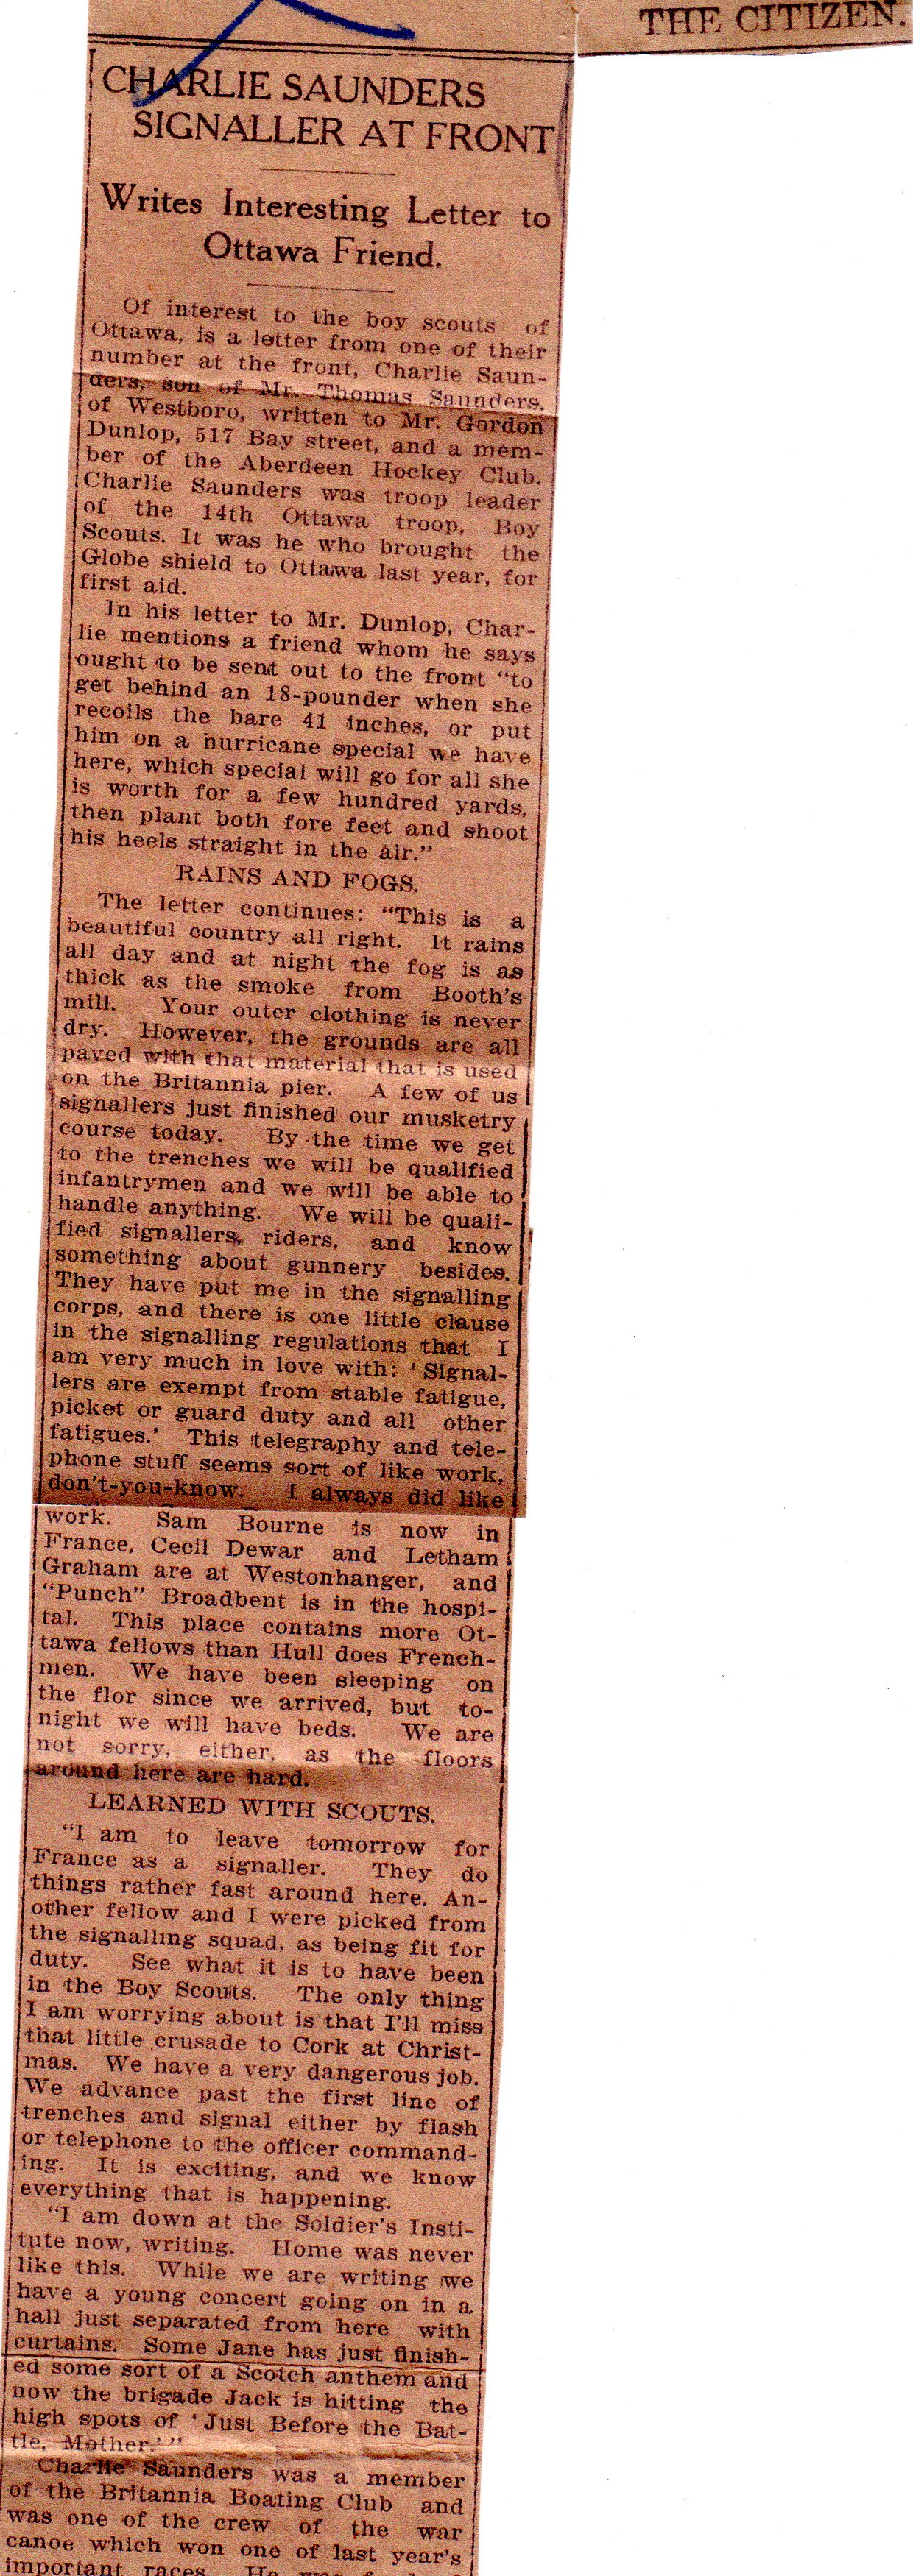 THE CITIZEN.
CHARLIE SAUNDERS
SIGNALLER AT FRONT
Writes Interesting Letter to
Ottawa Friend.
Of interest to the boy scouts of
Ottawa, is a letter from one of their
number at the front, Charlie Saun-
ders, son of Mr. Thomas Saunders,
of Westboro, written to Mr. Gordon
Dunlop, 517 Bay street, and a mem-
ber of the Aberdeen Hockey Club.
Charlie Saunders was troop leader
of the 14th Ottawa troop, Boy
Scouts. It was he who brought the
Globe shield to Ottawa last year, for
first aid.
In his letter to Mr. Dunlop, Char-
lie mentions a friend whom he says
ought to be sent out to the front "to
get behind an 18-pounder when she
recoils the bare 41 inches, or put
him on a hurricane special we have
here, which special will go for all she
is worth for a few hundred yards,
then plant both fore feet and shoot
his heels straight in the air."
RAINS AND FOGS.
The letter continues: "This is a
beautiful country all right. It rains
all day and at night the fog is as
thick as the smoke from Booth's
mill. Your outer clothing is never
dry. However, the grounds are all
paved with that material that is used
on the Britannia pier. A few of us
signallers just finished our musketry
course today. By the time we get
to the trenches we will be qualified
infantrymen and we will be able to
handle anything. We will be quali-
fied signallers, riders, and know
something about gunnery besides.
They have put me in the signalling
corps, and there is one little clause
in the signalling regulations that I
am very much in love with: 'Signal-
lers are exempt from stable fatigue,
picket or guard duty and all other
fatigues.' This telegraphy and tele-
phone stuff seems sort of like work,
don't-you-know. I always did like
work. Sam Bourne is now in
France, Cecil Dewar and Letham
Graham are at Westonhanger, and
"Punch" Broadbent is in the hospi-
tal. This place contains more Ot-
tawa fellows than Hull does French-
men. We have been sleeping on
the flor since we arrived, but to-
night we will have beds. We are
not sorry, either, as the floors
around here are hard.
LEARNED WITH SCOUTS.
"I am to leave tomorrow for
France as a signaller. They do
things rather fast around here. An-
other fellow and I were picked from
the signalling squad, as being fit for
duty. See what it is to have been
in the Boy Scouts. The only thing
I am worrying about is that I'll miss
that little crusade to Cork at Christ-
mas. We have a very dangerous job.
We advance past the first line of
trenches and signal either by flash
or telephone to the officer command-
ing. It is exciting, and we know
everything that is happening.
"I am down at the Soldier's Insti-
tute now, writing. Home was never
like this. While we are writing we
have a young concert going on in a
hall just separated from here with
curtains. Some Jane has just finish-
ed some sort of a Scotch anthem and
now the brigade Jack is hitting the
high spots of 'Just Before the Bat-
tle, Mother.'"
Charlie Saunders was a member
of the Britannia Boating Club and
was one of the crew of the war
canoe which won one of last year's
important races. He was